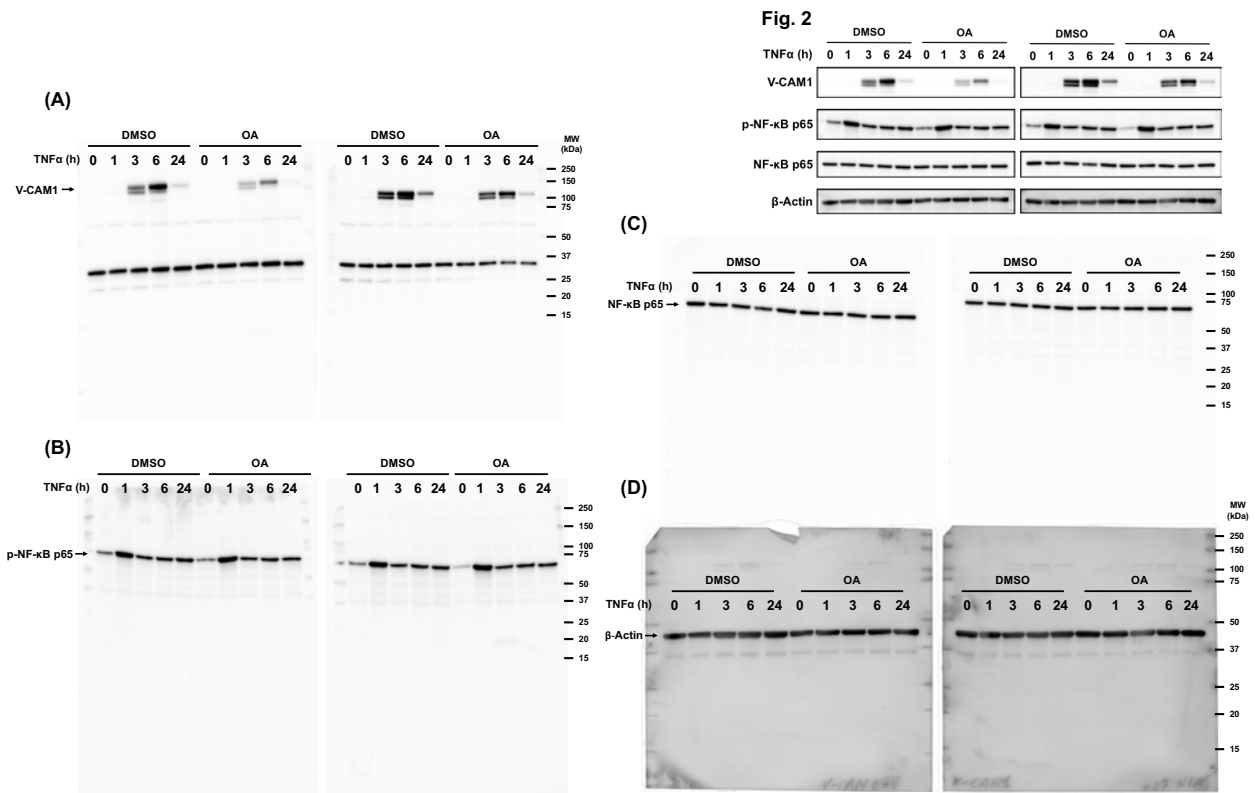 Fig. 2
DMSO OA DMSO OA
TNFα (h) 0 1 3 6 24 0 1 3 6 24 0 1 3 6 24 0 1 3 6 24
V-CAM1
p-NF-κB p65
NF-κB p65
β-Actin
(A)
DMSO OA DMSO OA
MW
(kDa)
TNFα (h) 0 1 3 6 24 0 1 3 6 24 0 1 3 6 24 0 1 3 6 24
V-CAM1
250
150
100
75
50
37
25
20
15
(B)
DMSO OA DMSO OA
TNFα (h) 0 1 3 6 24 0 1 3 6 24 0 1 3 6 24 0 1 3 6 24
p-NF-κB p65
250
150
100
75
50
37
25
20
15
(C)
DMSO OA DMSO OA
TNFα (h) 0 1 3 6 24 0 1 3 6 24 0 1 3 6 24 0 1 3 6 24
NF-κB p65
250
150
100
75
50
37
25
20
15
(D)
MW
(kDa)
DMSO OA DMSO OA
TNFα (h) 0 1 3 6 24 0 1 3 6 24 0 1 3 6 24 0 1 3 6 24
β-Actin
250
150
100
75
50
37
25
20
15